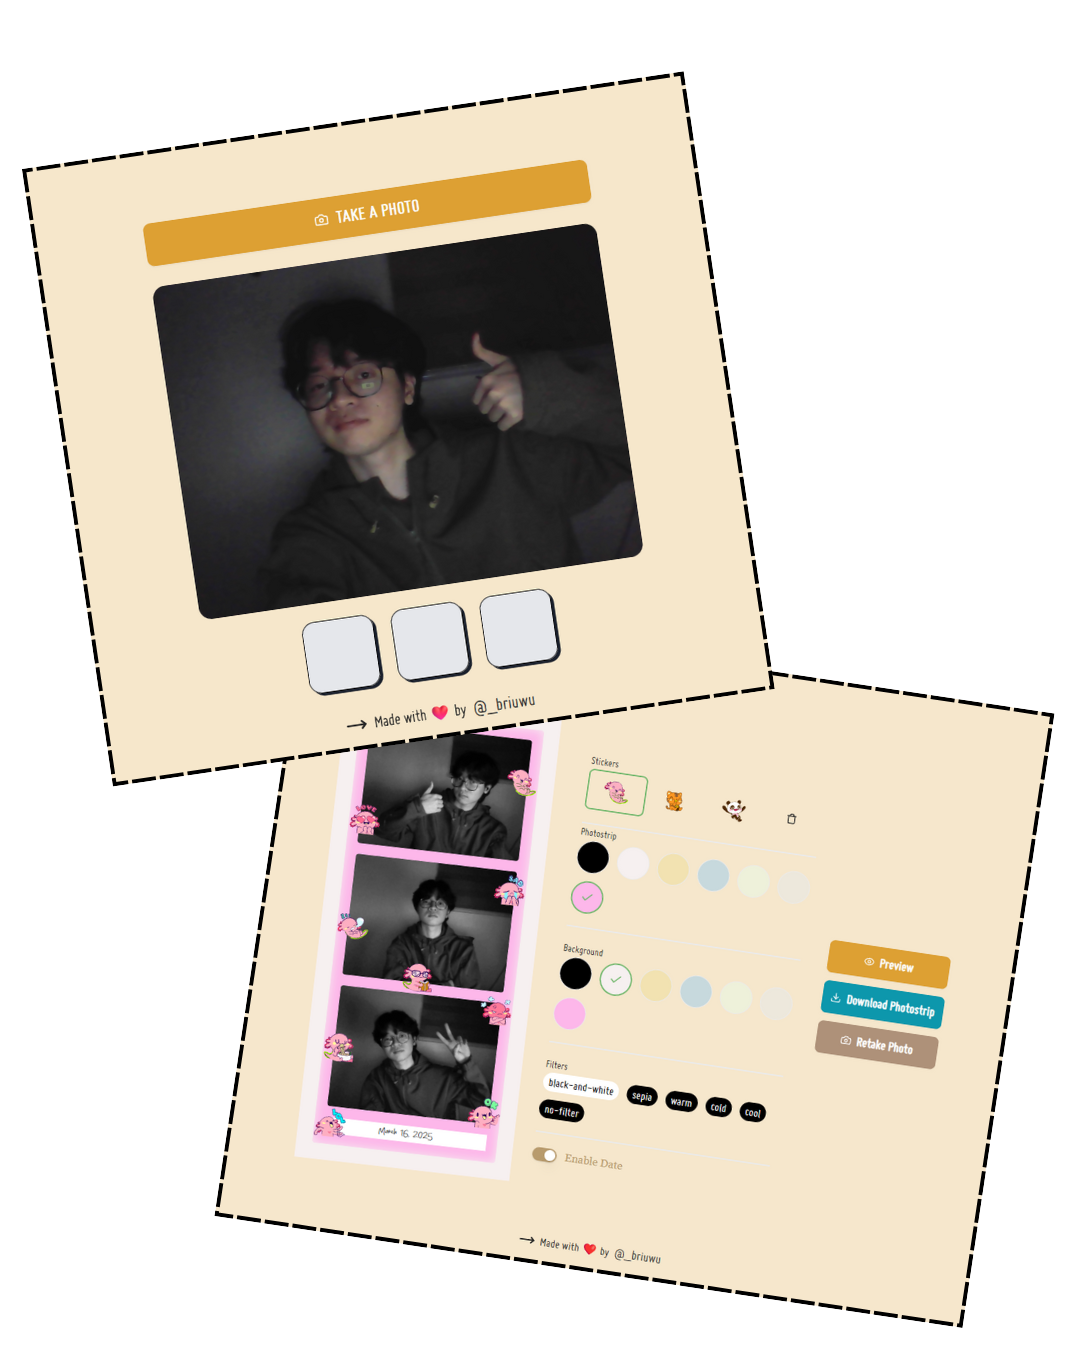 TAKE A PHOTO
→ Made with ❤️ by @_briuwu
Stickers
LOVE
Photostrip
Background
Preview
Download Photostrip
Retake Photo
Filters
black-and-white
sepia
warm
cold
cool
no-filter
March 16, 2025
Enable Date
→ Made with ❤️ by @_briuwu